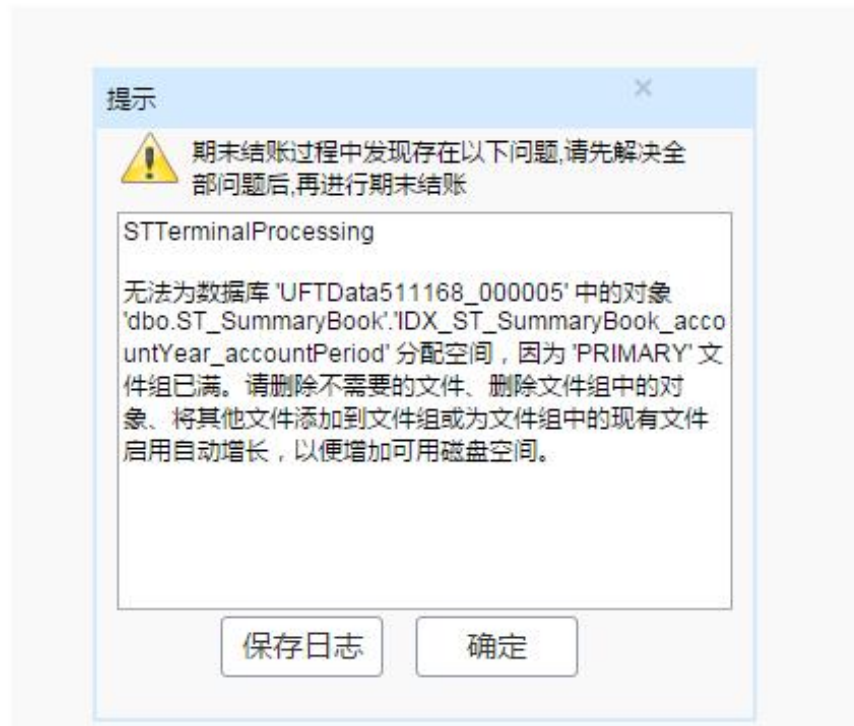 提示
期末结账过程中发现存在以下问题,请先解决全
部问题后,再进行期末结账
STTerminalProcessing
无法为数据库 'UFTData511168_000005' 中的对象
'dbo.ST_SummaryBook'.'IDX_ST_SummaryBook_acco
untYear_accountPeriod' 分配空间，因为 'PRIMARY' 文
件组已满。请删除不需要的文件、删除文件组中的对
象、将其他文件添加到文件组或为文件组中的现有文件
启用自动增长，以便增加可用磁盘空间。
保存日志
确定